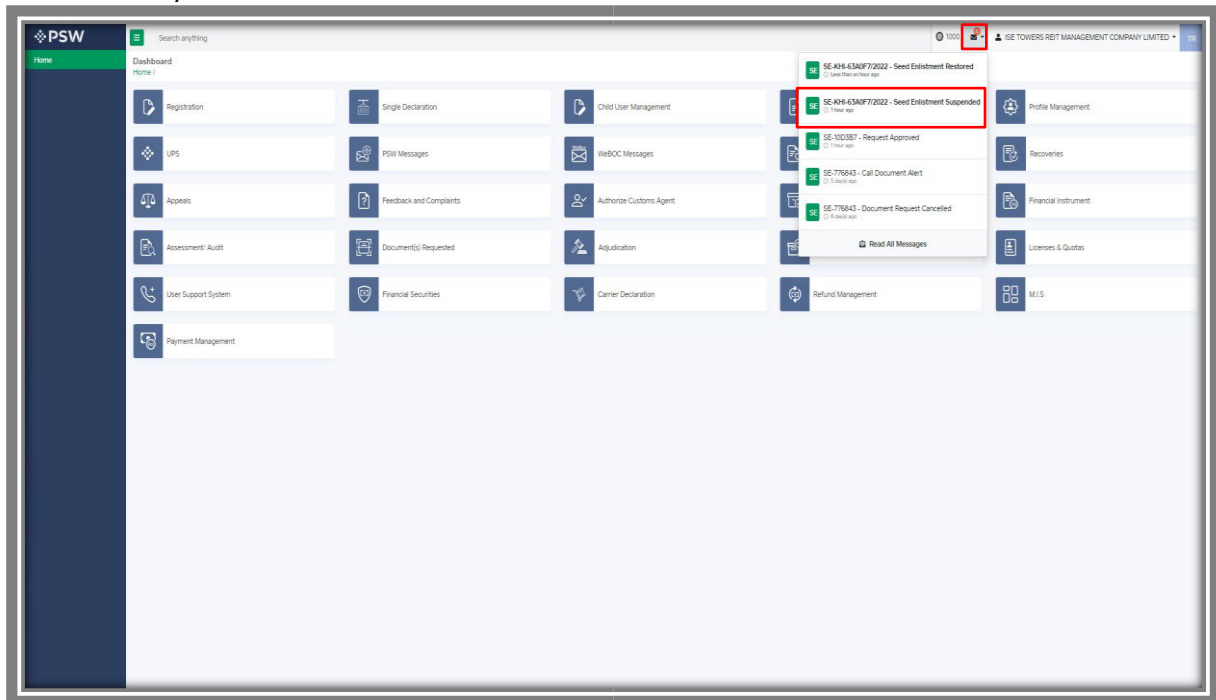 PSW
Search anything
1000
ISE TOWERS REIT MANAGEMENT COMPANY LIMITED
TR
Home
Dashboard
Home /
SE SE-KHI-63A0F7/2022 - Seed Enlistment Restored
Less than an hour ago
SE SE-KHI-63A0F7/2022 - Seed Enlistment Suspended
1 hour ago
SE SE-10D3B7 - Request Approved
1 hour ago
SE SE-776843 - Call Document Alert
5 day(s) ago
SE SE-776843 - Document Request Cancelled
6 day(s) ago
Read All Messages
Registration
Single Declaration
Child User Management
Profile Management
UPS
PSW Messages
WeBOC Messages
Recoveries
Appeals
Feedback and Complaints
Authorize Customs Agent
Financial Instrument
Assessment/ Audit
Document(s) Requested
Adjudication
Licenses & Quotas
User Support System
Financial Securities
Carrier Declaration
Refund Management
M.I.S
Payment Management